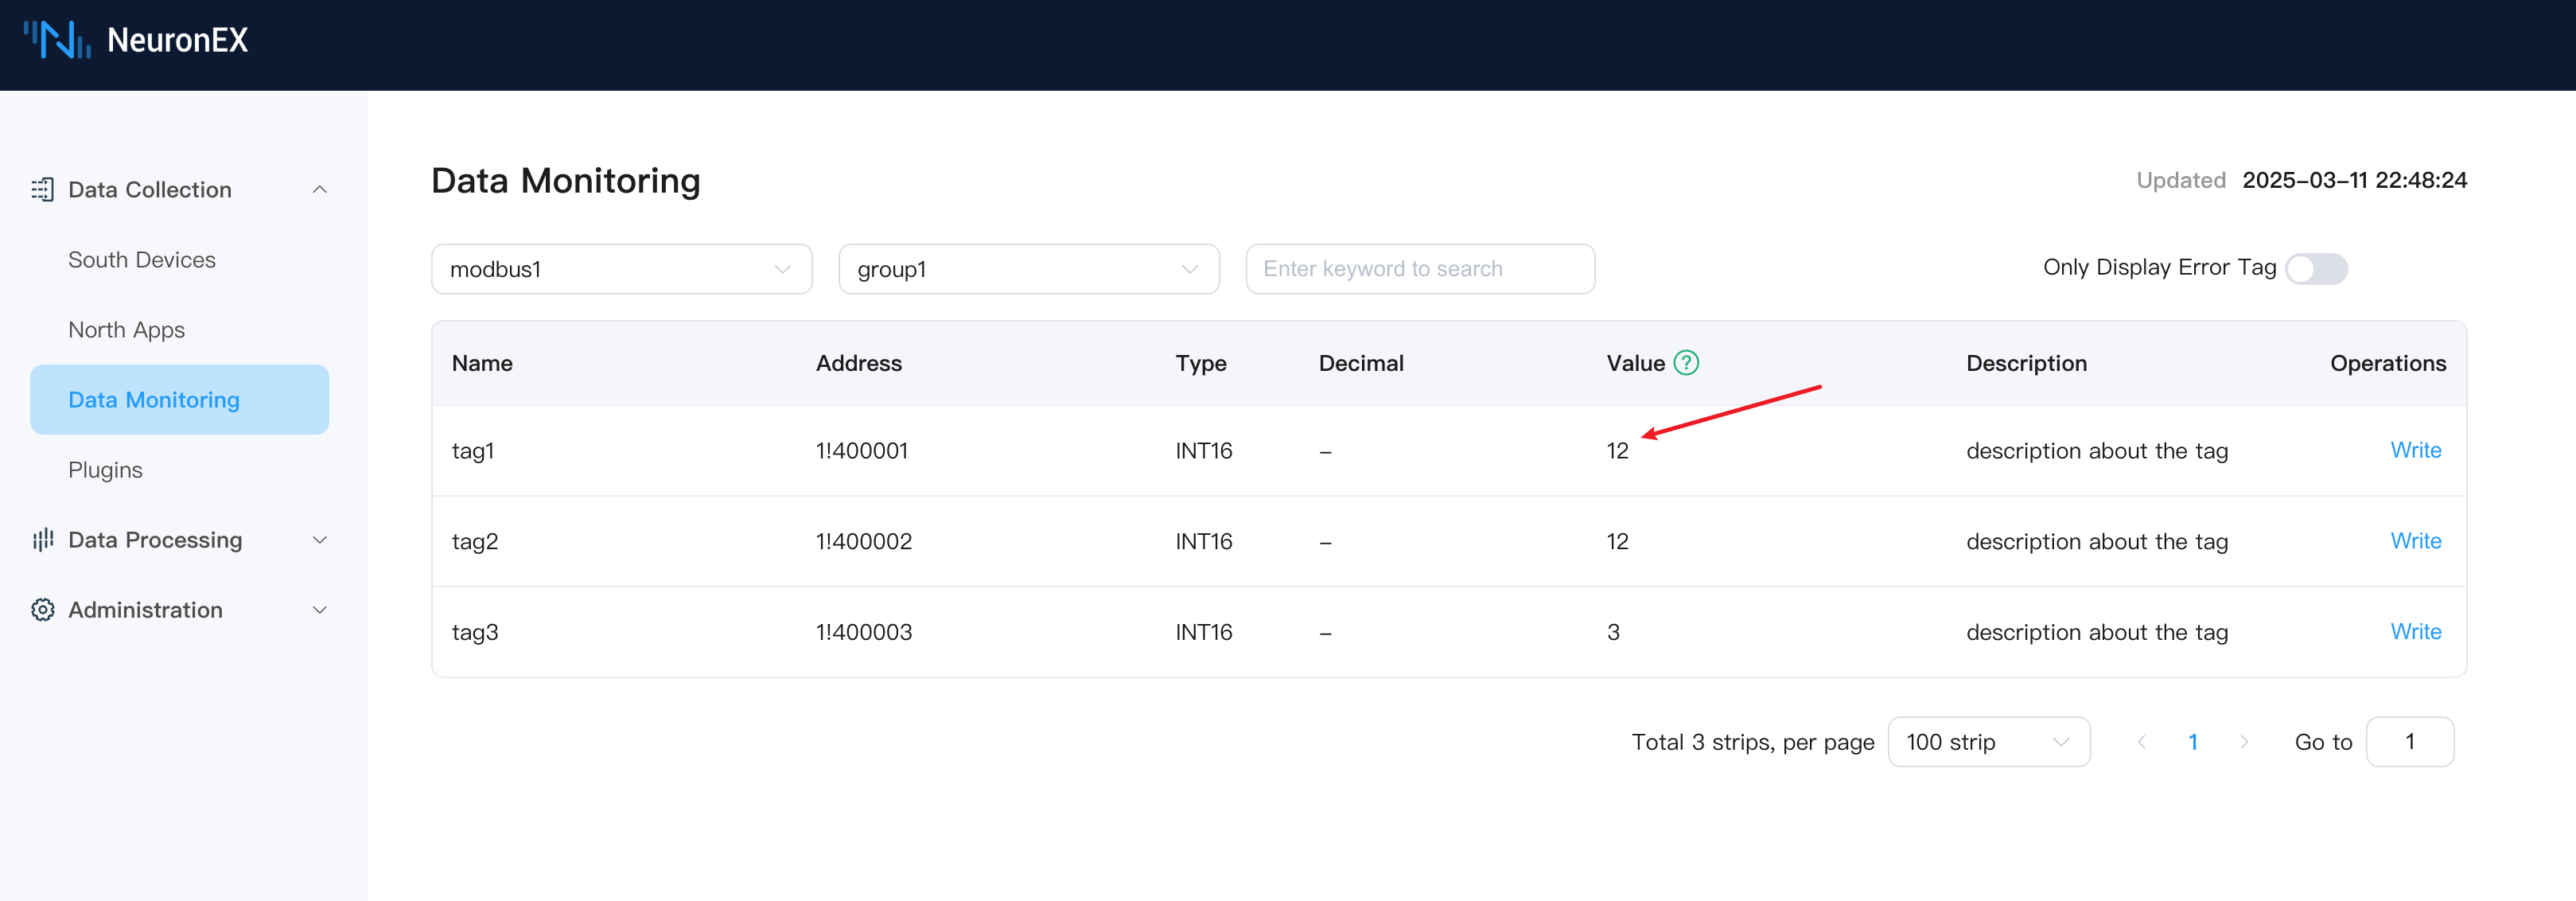 NeuronEX
Data Collection
South Devices
North Apps
Data Monitoring
Plugins
Data Processing
Administration
Data Monitoring
Updated 2025-03-11 22:48:24
modbus1 group1 Enter keyword to search Only Display Error Tag
Name Address Type Decimal Value ? Description Operations
tag1 1!400001 INT16 – 12 description about the tag Write
tag2 1!400002 INT16 – 12 description about the tag Write
tag3 1!400003 INT16 – 3 description about the tag Write
Total 3 strips, per page 100 strip 1 Go to 1